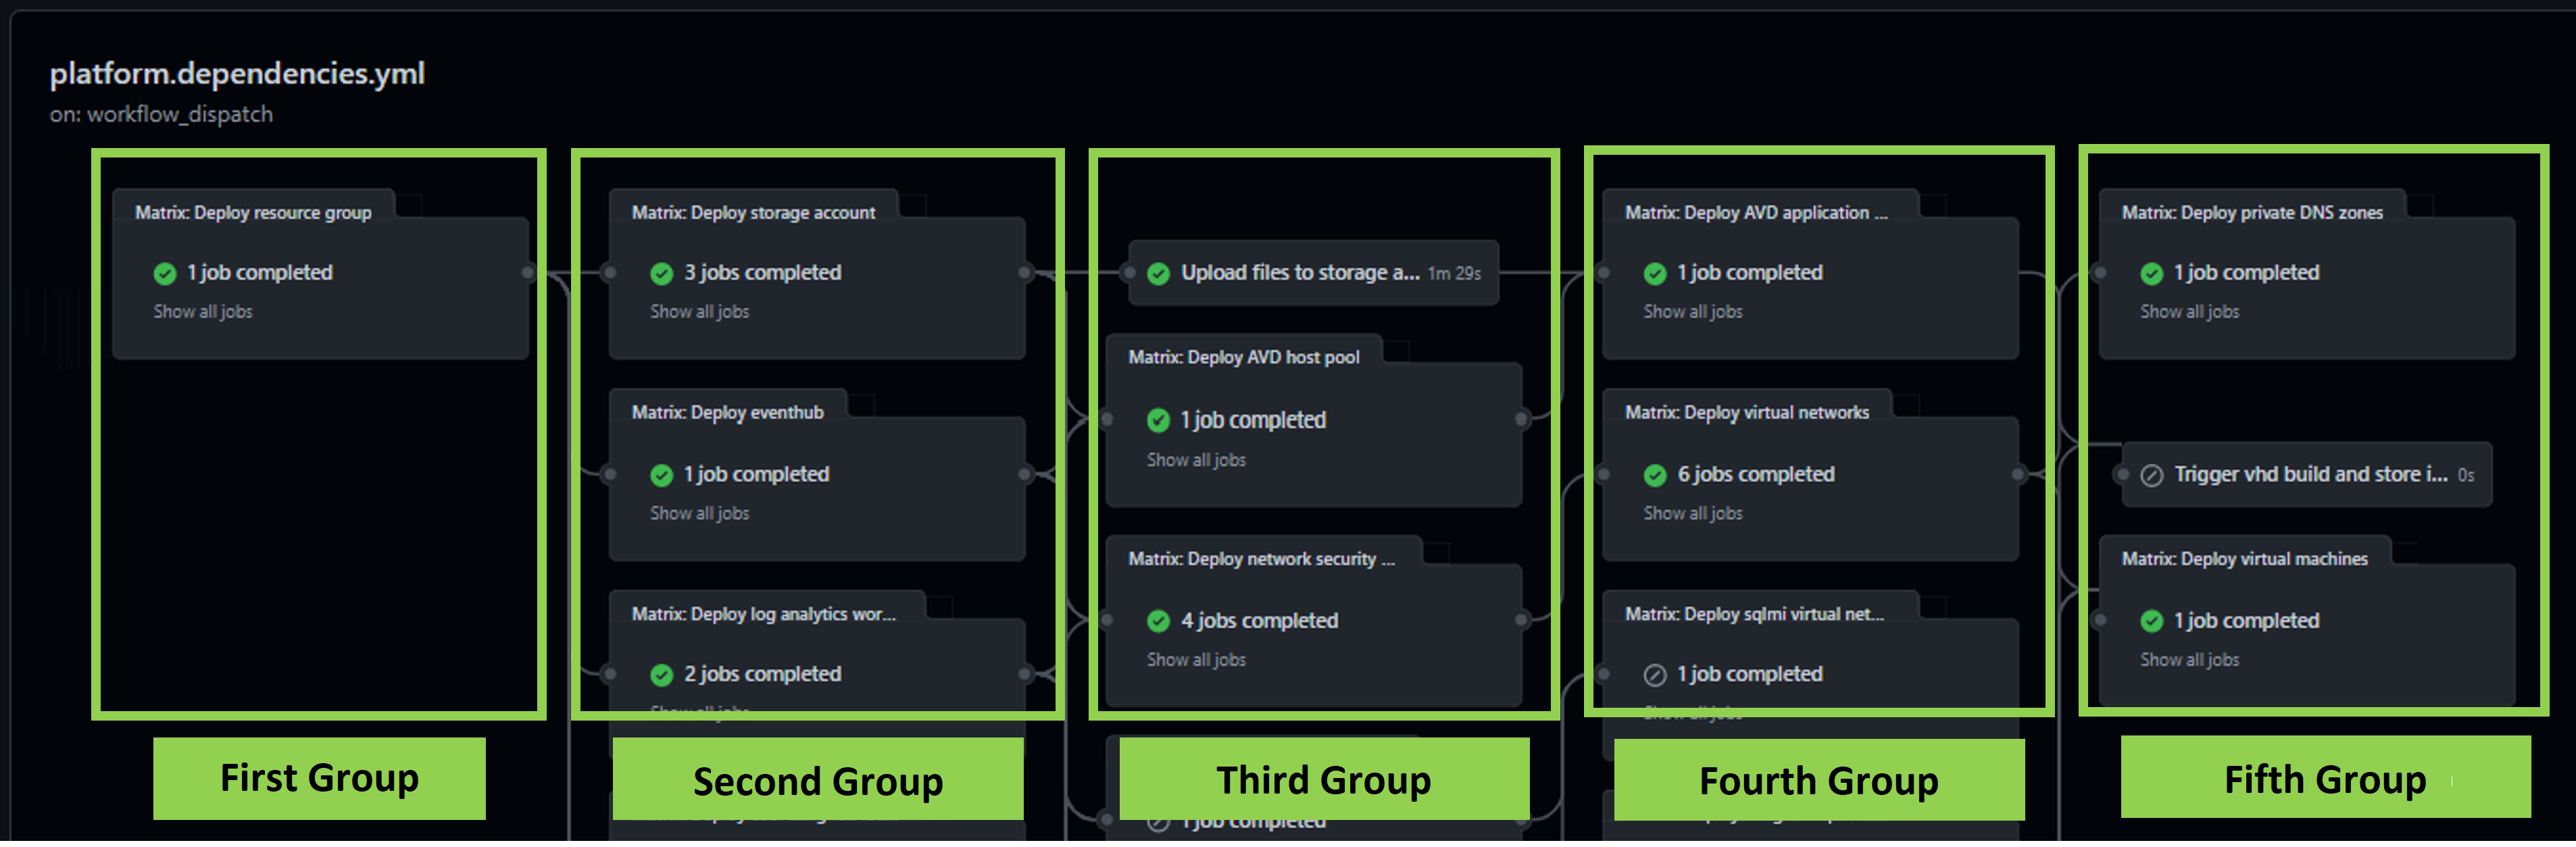 platform.dependencies.yml
on: workflow_dispatch
Matrix: Deploy resource group
1 job completed
Show all jobs
First Group
Matrix: Deploy storage account
3 jobs completed
Show all jobs
Matrix: Deploy eventhub
1 job completed
Show all jobs
Matrix: Deploy log analytics wor...
2 jobs completed
Show all jobs
Second Group
Upload files to storage a... 1m 29s
Matrix: Deploy AVD host pool
1 job completed
Show all jobs
Matrix: Deploy network security ...
4 jobs completed
Show all jobs
Third Group
1 job completed
Matrix: Deploy AVD application ...
1 job completed
Show all jobs
Matrix: Deploy virtual networks
6 jobs completed
Show all jobs
Matrix: Deploy sqlmi virtual net...
1 job completed
Show all jobs
Fourth Group
Matrix: Deploy private DNS zones
1 job completed
Show all jobs
Trigger vhd build and store i... 0s
Matrix: Deploy virtual machines
1 job completed
Show all jobs
Fifth Group